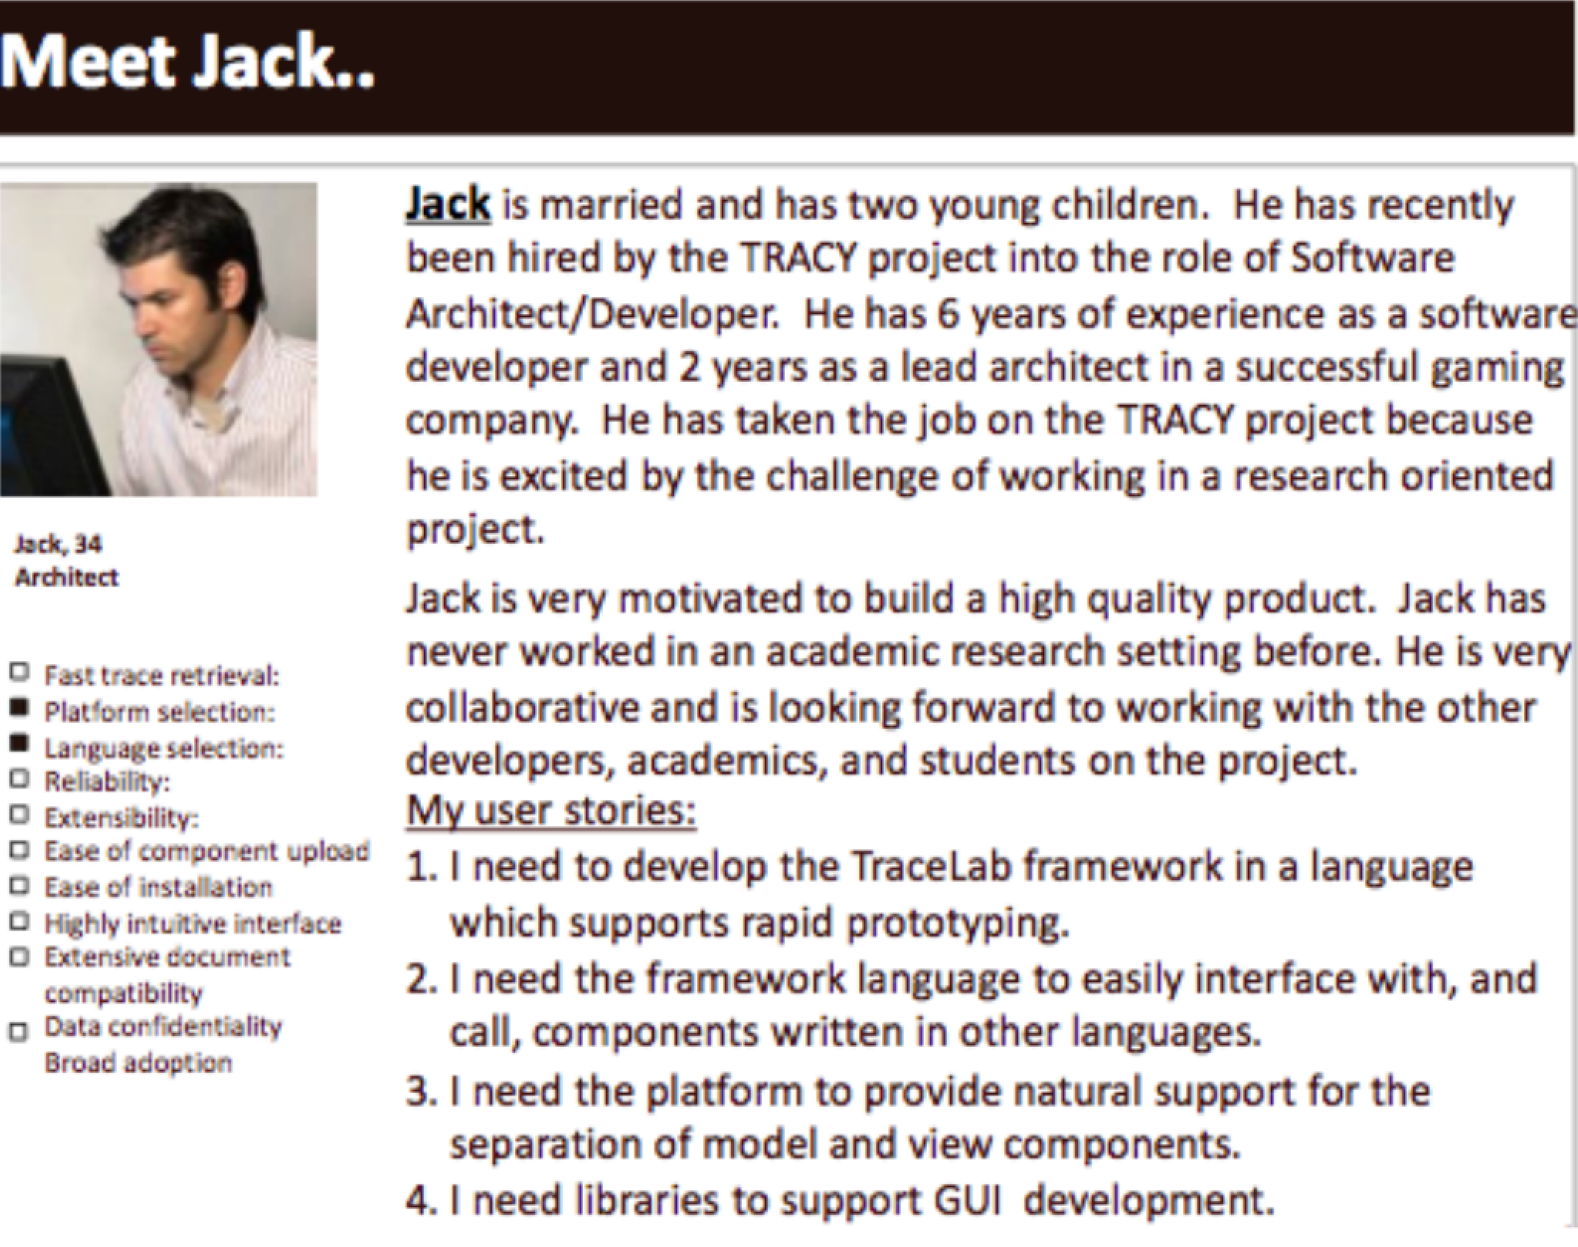 Meet Jack..
Jack, 34
Architect
Fast trace retrieval:
Platform selection:
Language selection:
Reliability:
Extensibility:
Ease of component upload
Ease of installation
Highly intuitive interface
Extensive document
compatibility
Data confidentiality
Broad adoption
Jack is married and has two young children.  He has recently
been hired by the TRACY project into the role of Software
Architect/Developer.  He has 6 years of experience as a software
developer and 2 years as a lead architect in a successful gaming
company.  He has taken the job on the TRACY project because
he is excited by the challenge of working in a research oriented
project.
Jack is very motivated to build a high quality product.  Jack has
never worked in an academic research setting before. He is very
collaborative and is looking forward to working with the other
developers, academics, and students on the project.
My user stories:
1. I need to develop the TraceLab framework in a language
which supports rapid prototyping.
2. I need the framework language to easily interface with, and
call, components written in other languages.
3. I need the platform to provide natural support for the
separation of model and view components.
4. I need libraries to support GUI  development.